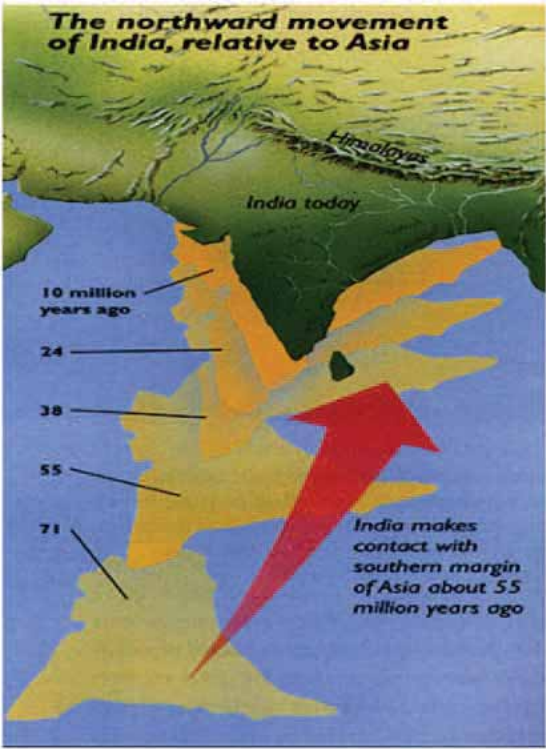 The northward movement
of India, relative to Asia
Himalayas
India today
10 million
years ago
24
38
55
71
India makes
contact with
southern margin
of Asia about 55
million years ago